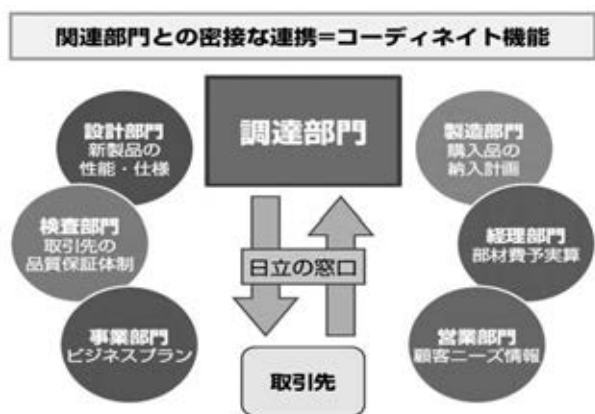 関連部門との密接な連携=コーディネイト機能
調達部門
設計部門
新製品の
性能・仕様
検査部門
取引先の
品質保証体制
事業部門
ビジネスプラン
製造部門
購入品の
納入計画
経理部門
部材費予実算
営業部門
顧客ニーズ情報
日立の窓口
取引先